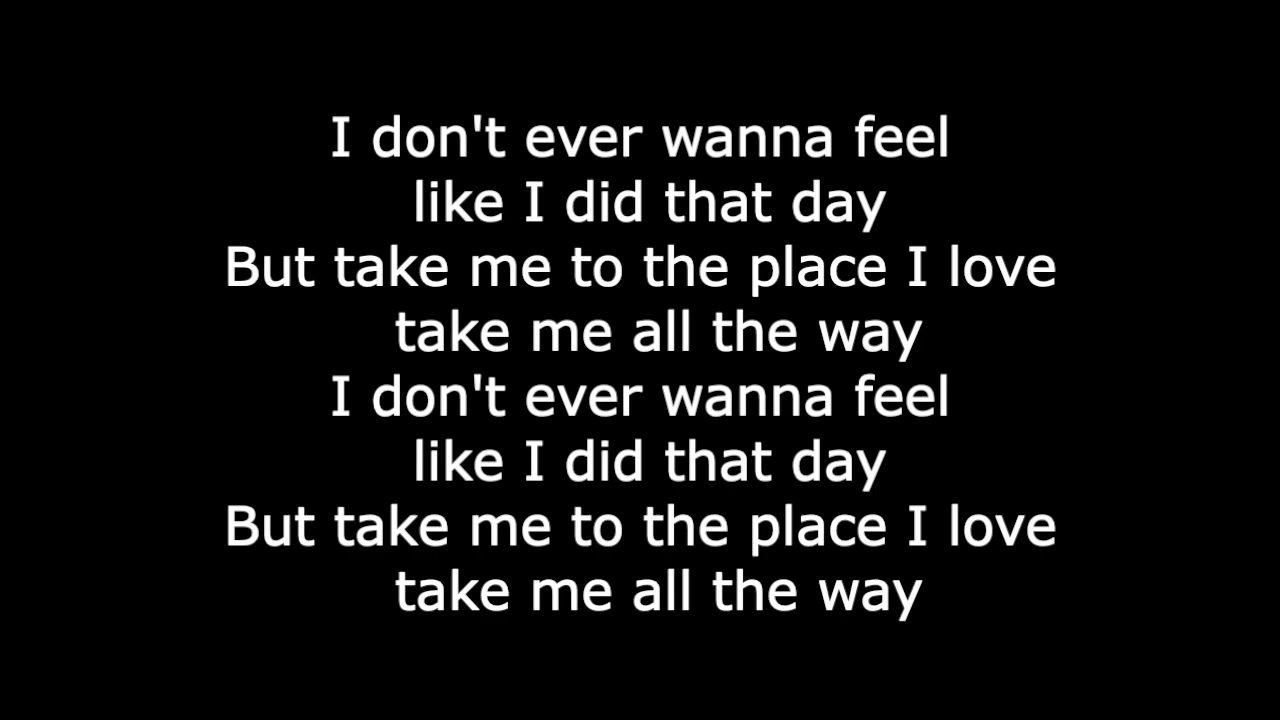 I don't ever wanna feel
like I did that day
But take me to the place I love
take me all the way
I don't ever wanna feel
like I did that day
But take me to the place I love
take me all the way